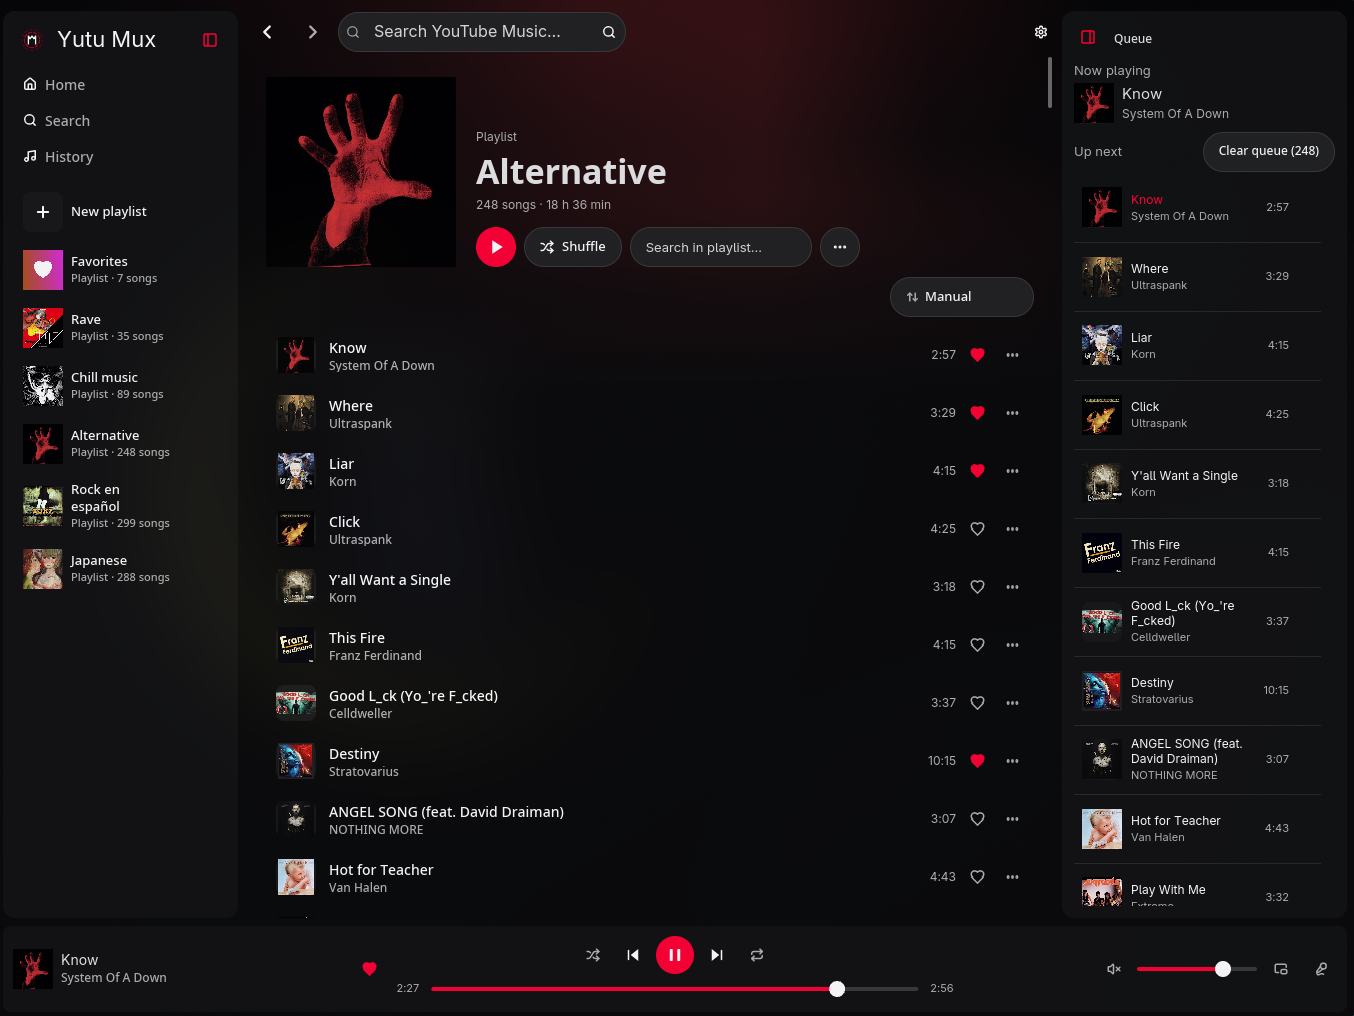 Yutu Mux
Home
Search
History
New playlist
Favorites
Playlist · 7 songs
Rave
Playlist · 35 songs
Chill music
Playlist · 89 songs
Alternative
Playlist · 248 songs
Rock en
español
Playlist · 299 songs
Japanese
Playlist · 288 songs
Search YouTube Music...
Playlist
Alternative
248 songs · 18 h 36 min
Shuffle
Search in playlist...
Manual
Know
System Of A Down
2:57
Where
Ultraspank
3:29
Liar
Korn
4:15
Click
Ultraspank
4:25
Y'all Want a Single
Korn
3:18
This Fire
Franz Ferdinand
4:15
Good L_ck (Yo_'re F_cked)
Celldweller
3:37
Destiny
Stratovarius
10:15
ANGEL SONG (feat. David Draiman)
NOTHING MORE
3:07
Hot for Teacher
Van Halen
4:43
Queue
Now playing
Know
System Of A Down
Up next
Clear queue (248)
Know
System Of A Down
2:57
Where
Ultraspank
3:29
Liar
Korn
4:15
Click
Ultraspank
4:25
Y'all Want a Single
Korn
3:18
This Fire
Franz Ferdinand
4:15
Good L_ck (Yo_'re
F_cked)
Celldweller
3:37
Destiny
Stratovarius
10:15
ANGEL SONG (feat.
David Draiman)
NOTHING MORE
3:07
Hot for Teacher
Van Halen
4:43
Play With Me
Extreme
3:32
Know
System Of A Down
2:27
2:56